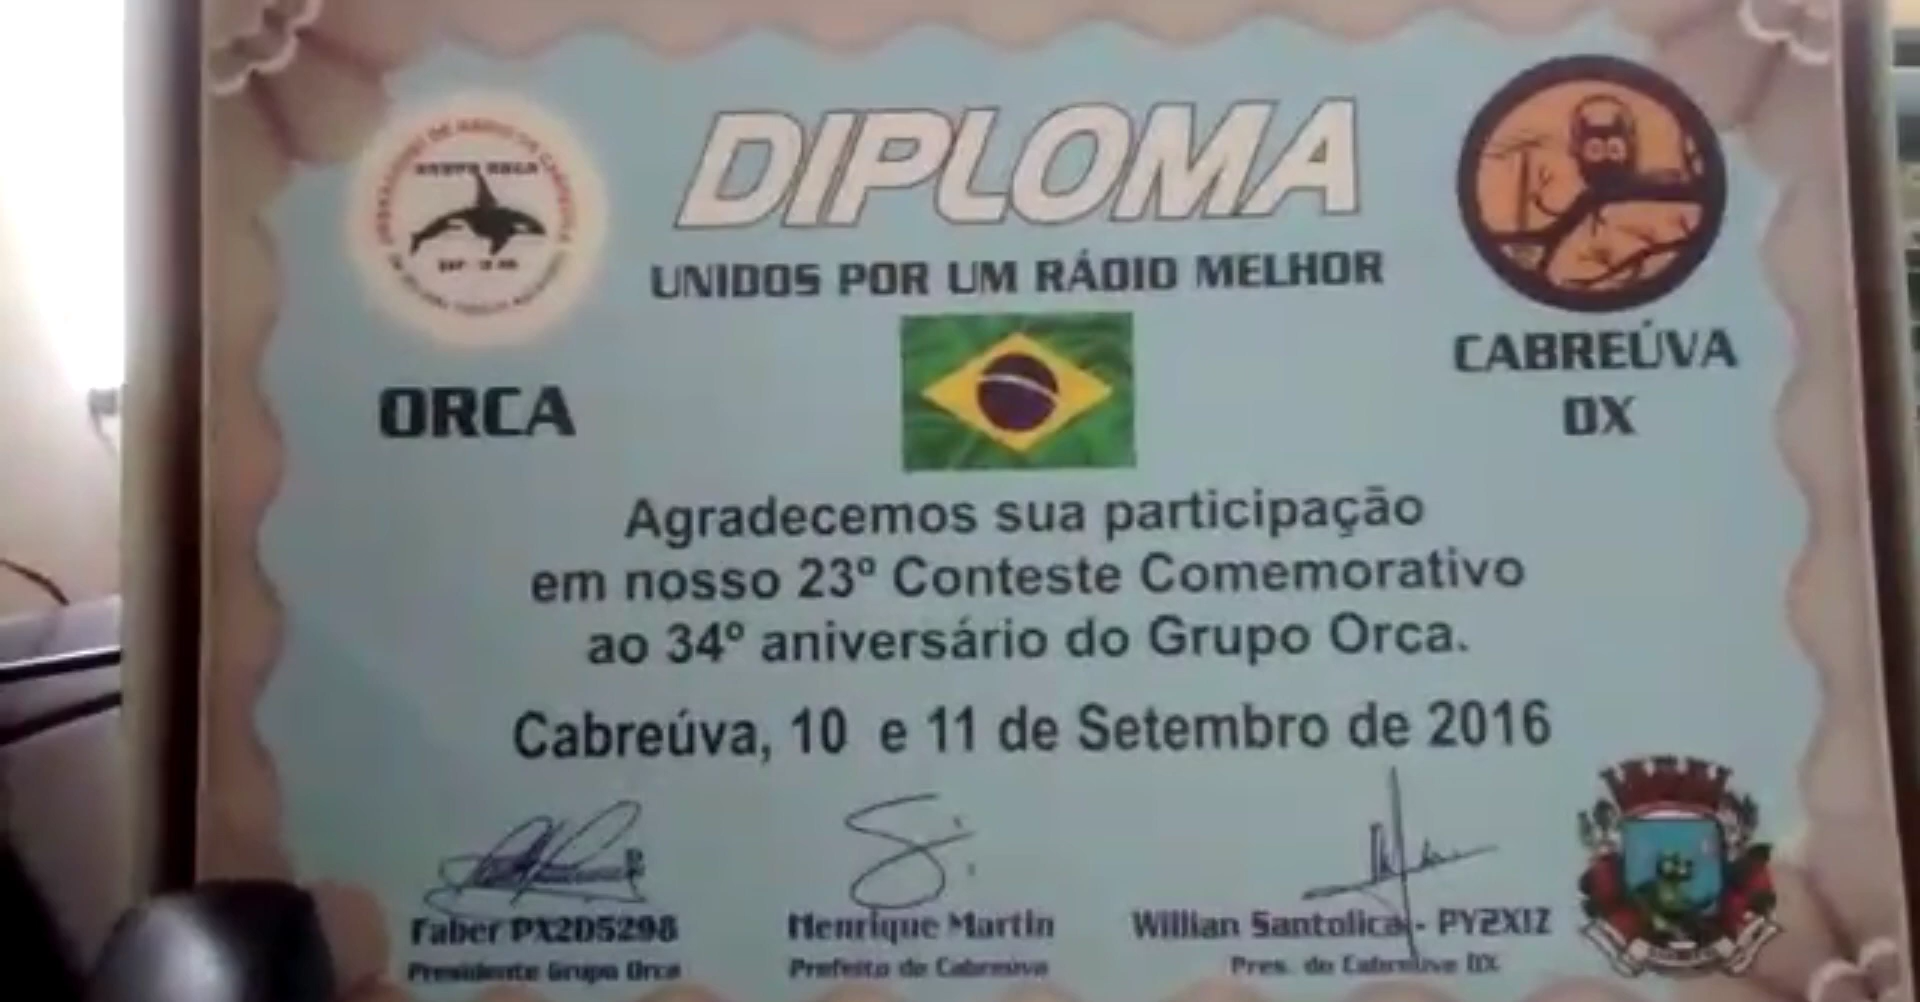 DIPLOMA
UNIDOS POR UM RÁDIO MELHOR
GRUPO ORCA
ORCA
CABREÚVA
DX
Agradecemos sua participação
em nosso 23º Conteste Comemorativo
ao 34º aniversário do Grupo Orca.
Cabreúva, 10 e 11 de Setembro de 2016
Faber PX2D5298
Presidente Grupo Orca
Henrique Martin
Prefeito de Cabreúva
Willian Santolica - PY2XIZ
Pres. do Cabreúva DX